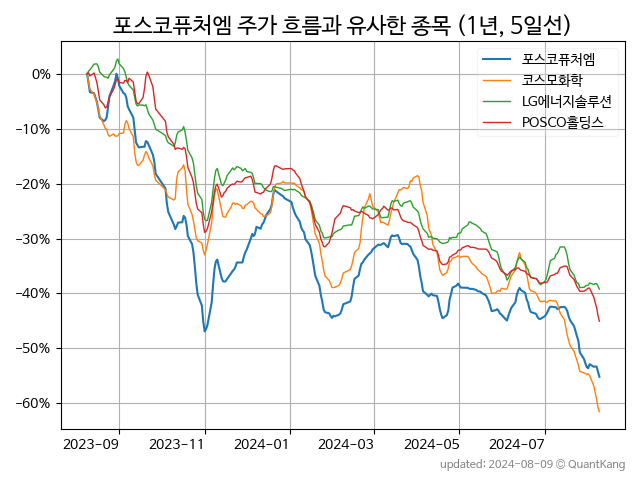 포스코퓨처엠 주가 흐름과 유사한 종목 (1년, 5일선)
포스코퓨처엠
코스모화학
LG에너지솔루션
POSCO홀딩스
0%
-10%
-20%
-30%
-40%
-50%
-60%
2023-09 2023-11 2024-01 2024-03 2024-05 2024-07
updated: 2024-08-09 © QuantKang